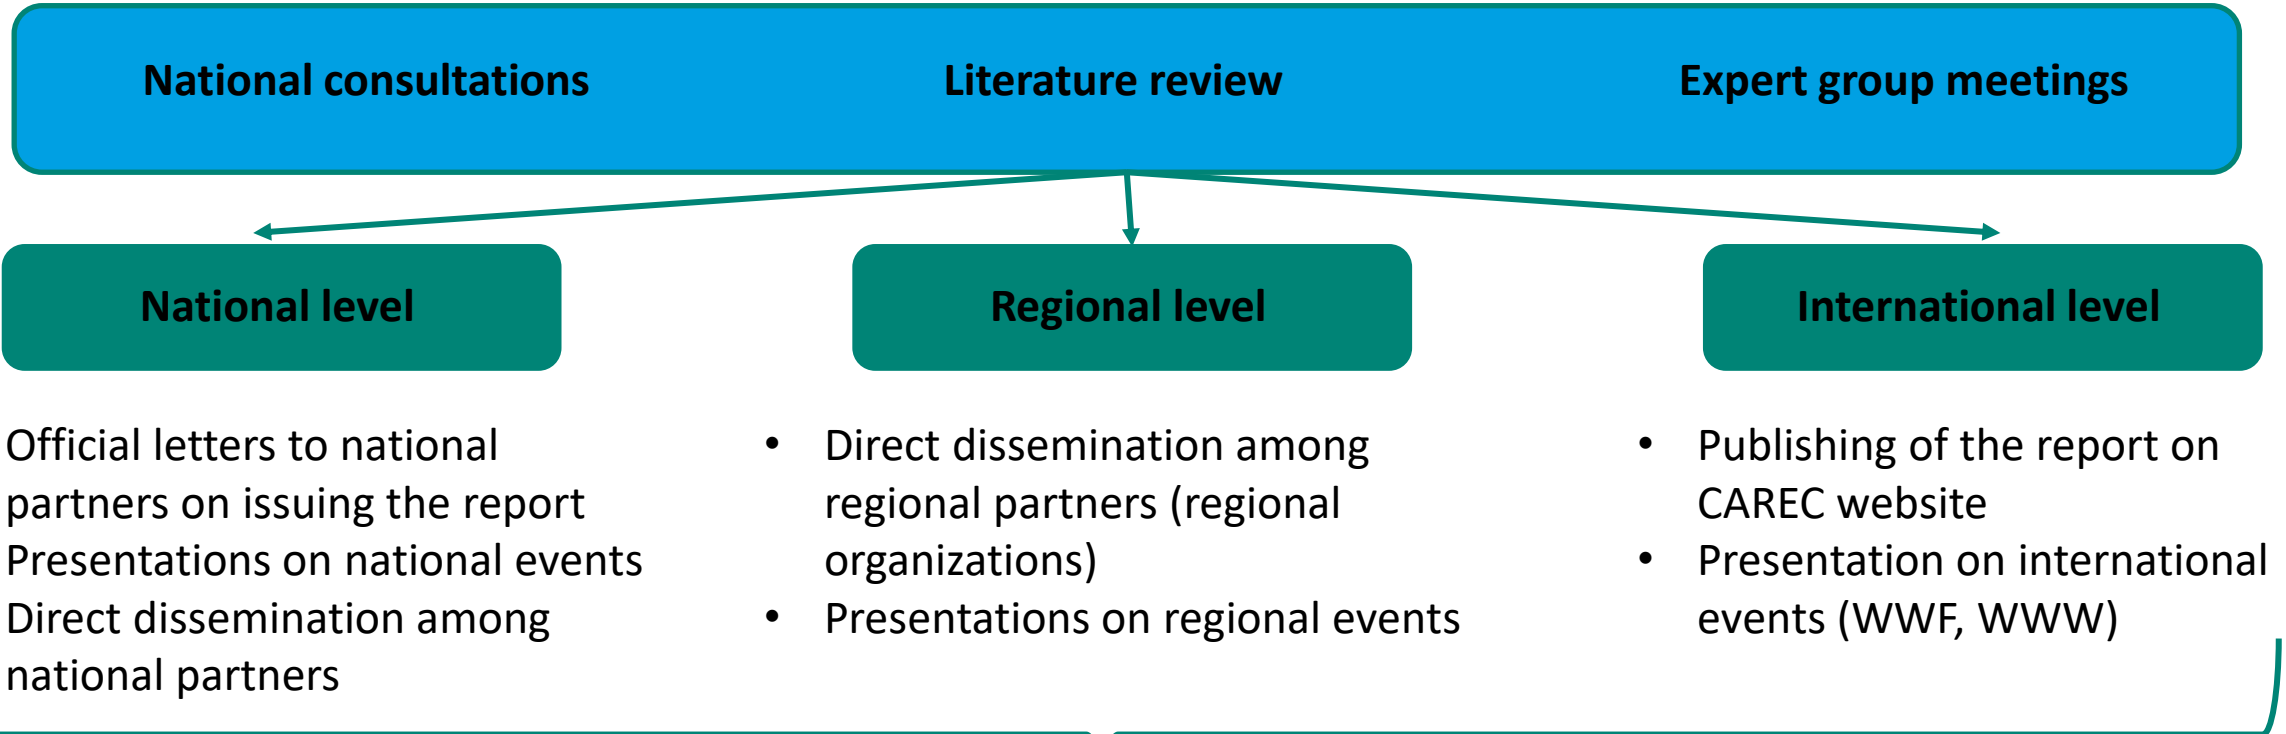 National consultations
Literature review
Expert group meetings
National level
Regional level
International level
Official letters to national
partners on issuing the report
Presentations on national events
Direct dissemination among
national partners
• Direct dissemination among
regional partners (regional
organizations)
• Presentations on regional events
• Publishing of the report on
CAREC website
• Presentation on international
events (WWF, WWW)